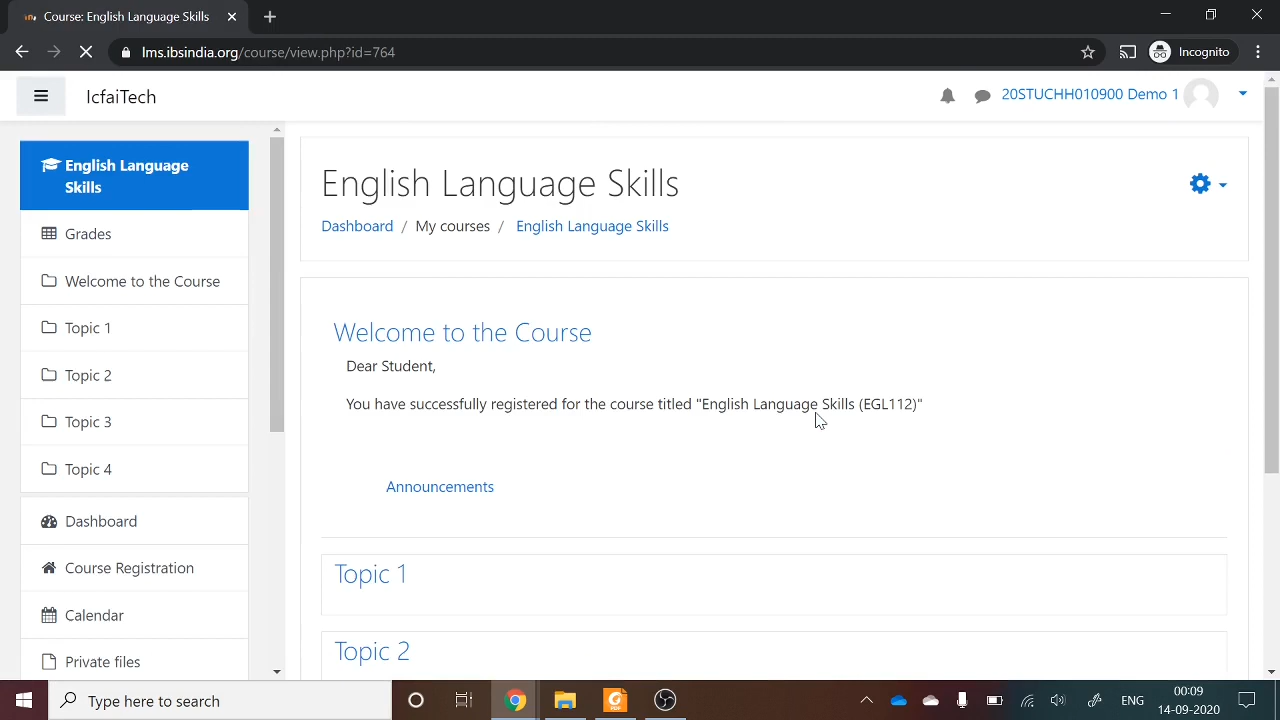 Course: English Language Skills
lms.ibsindia.org/course/view.php?id=764
Incognito
IcfaiTech
20STUCHH010900 Demo 1
English Language
Skills
Grades
Welcome to the Course
Topic 1
Topic 2
Topic 3
Topic 4
Dashboard
Course Registration
Calendar
Private files
English Language Skills
Dashboard / My courses / English Language Skills
Welcome to the Course
Dear Student,
You have successfully registered for the course titled "English Language Skills (EGL112)"
Announcements
Topic 1
Topic 2
Type here to search
ENG
00:09
14-09-2020